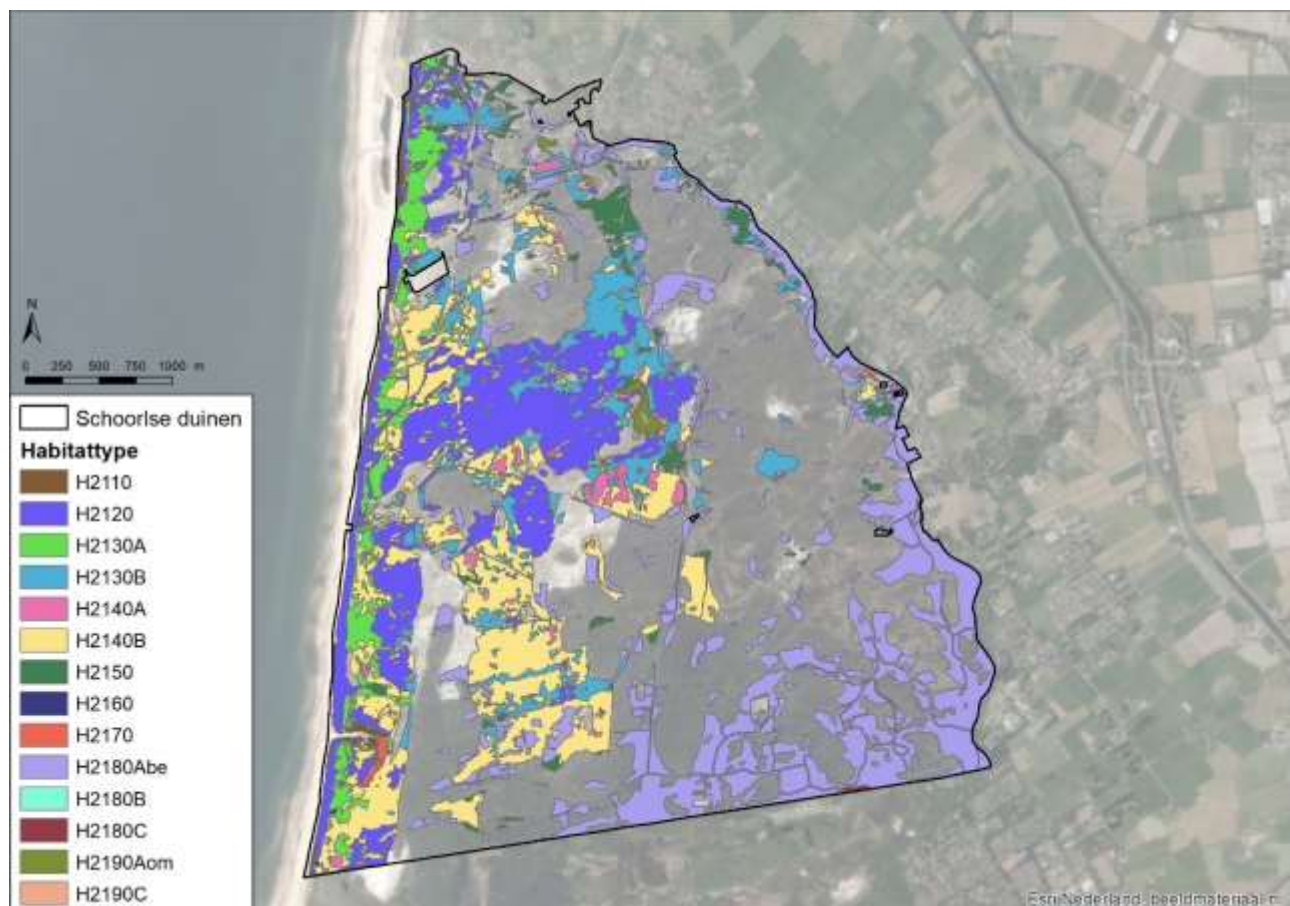 N
0 250 500 750 1000 m
Schoorlse duinen
Habitattype
H2110
H2120
H2130A
H2130B
H2140A
H2140B
H2150
H2160
H2170
H2180Abe
H2180B
H2180C
H2190Aom
H2190C
Esri Nederland, beeldmateriaal